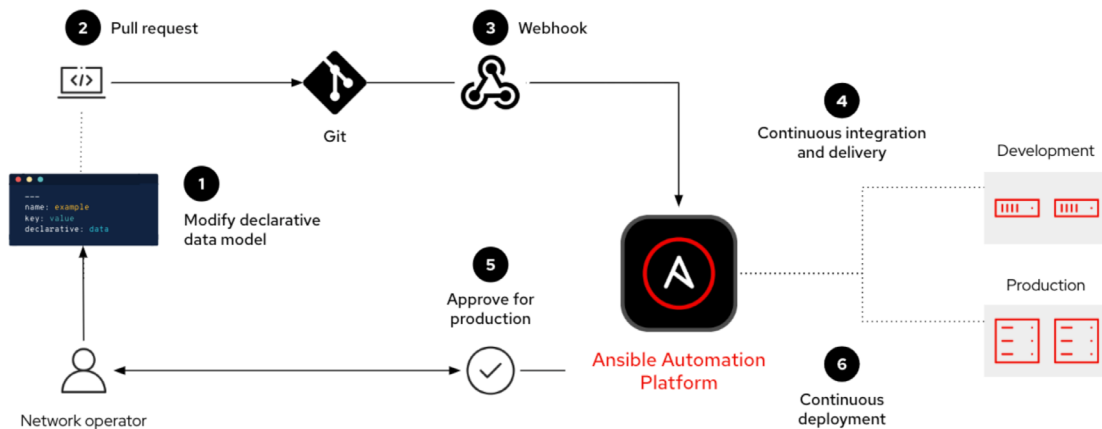 2 Pull request
3 Webhook
</>
4
Git
Continuous integration
and delivery
Development
1
---
name: example
key: value
declarative: data
Modify declarative
data model
5
Approve for
production
Production
Ansible Automation
Platform
6
Continuous
deployment
Network operator